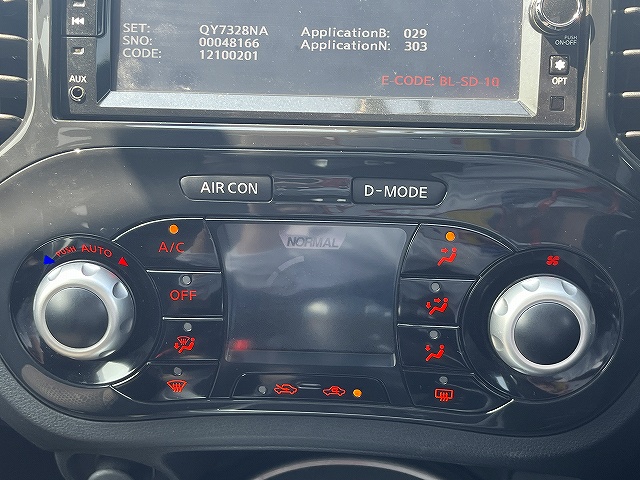 SET: QY7328NA ApplicationB: 029
SNO: 00048166 ApplicationN: 303
CODE: 12100201
E-CODE: BL-SD-10
PUSH
ON-OFF
AUX
OPT
AIR CON
D-MODE
NORMAL
PUSH AUTO
A/C
OFF